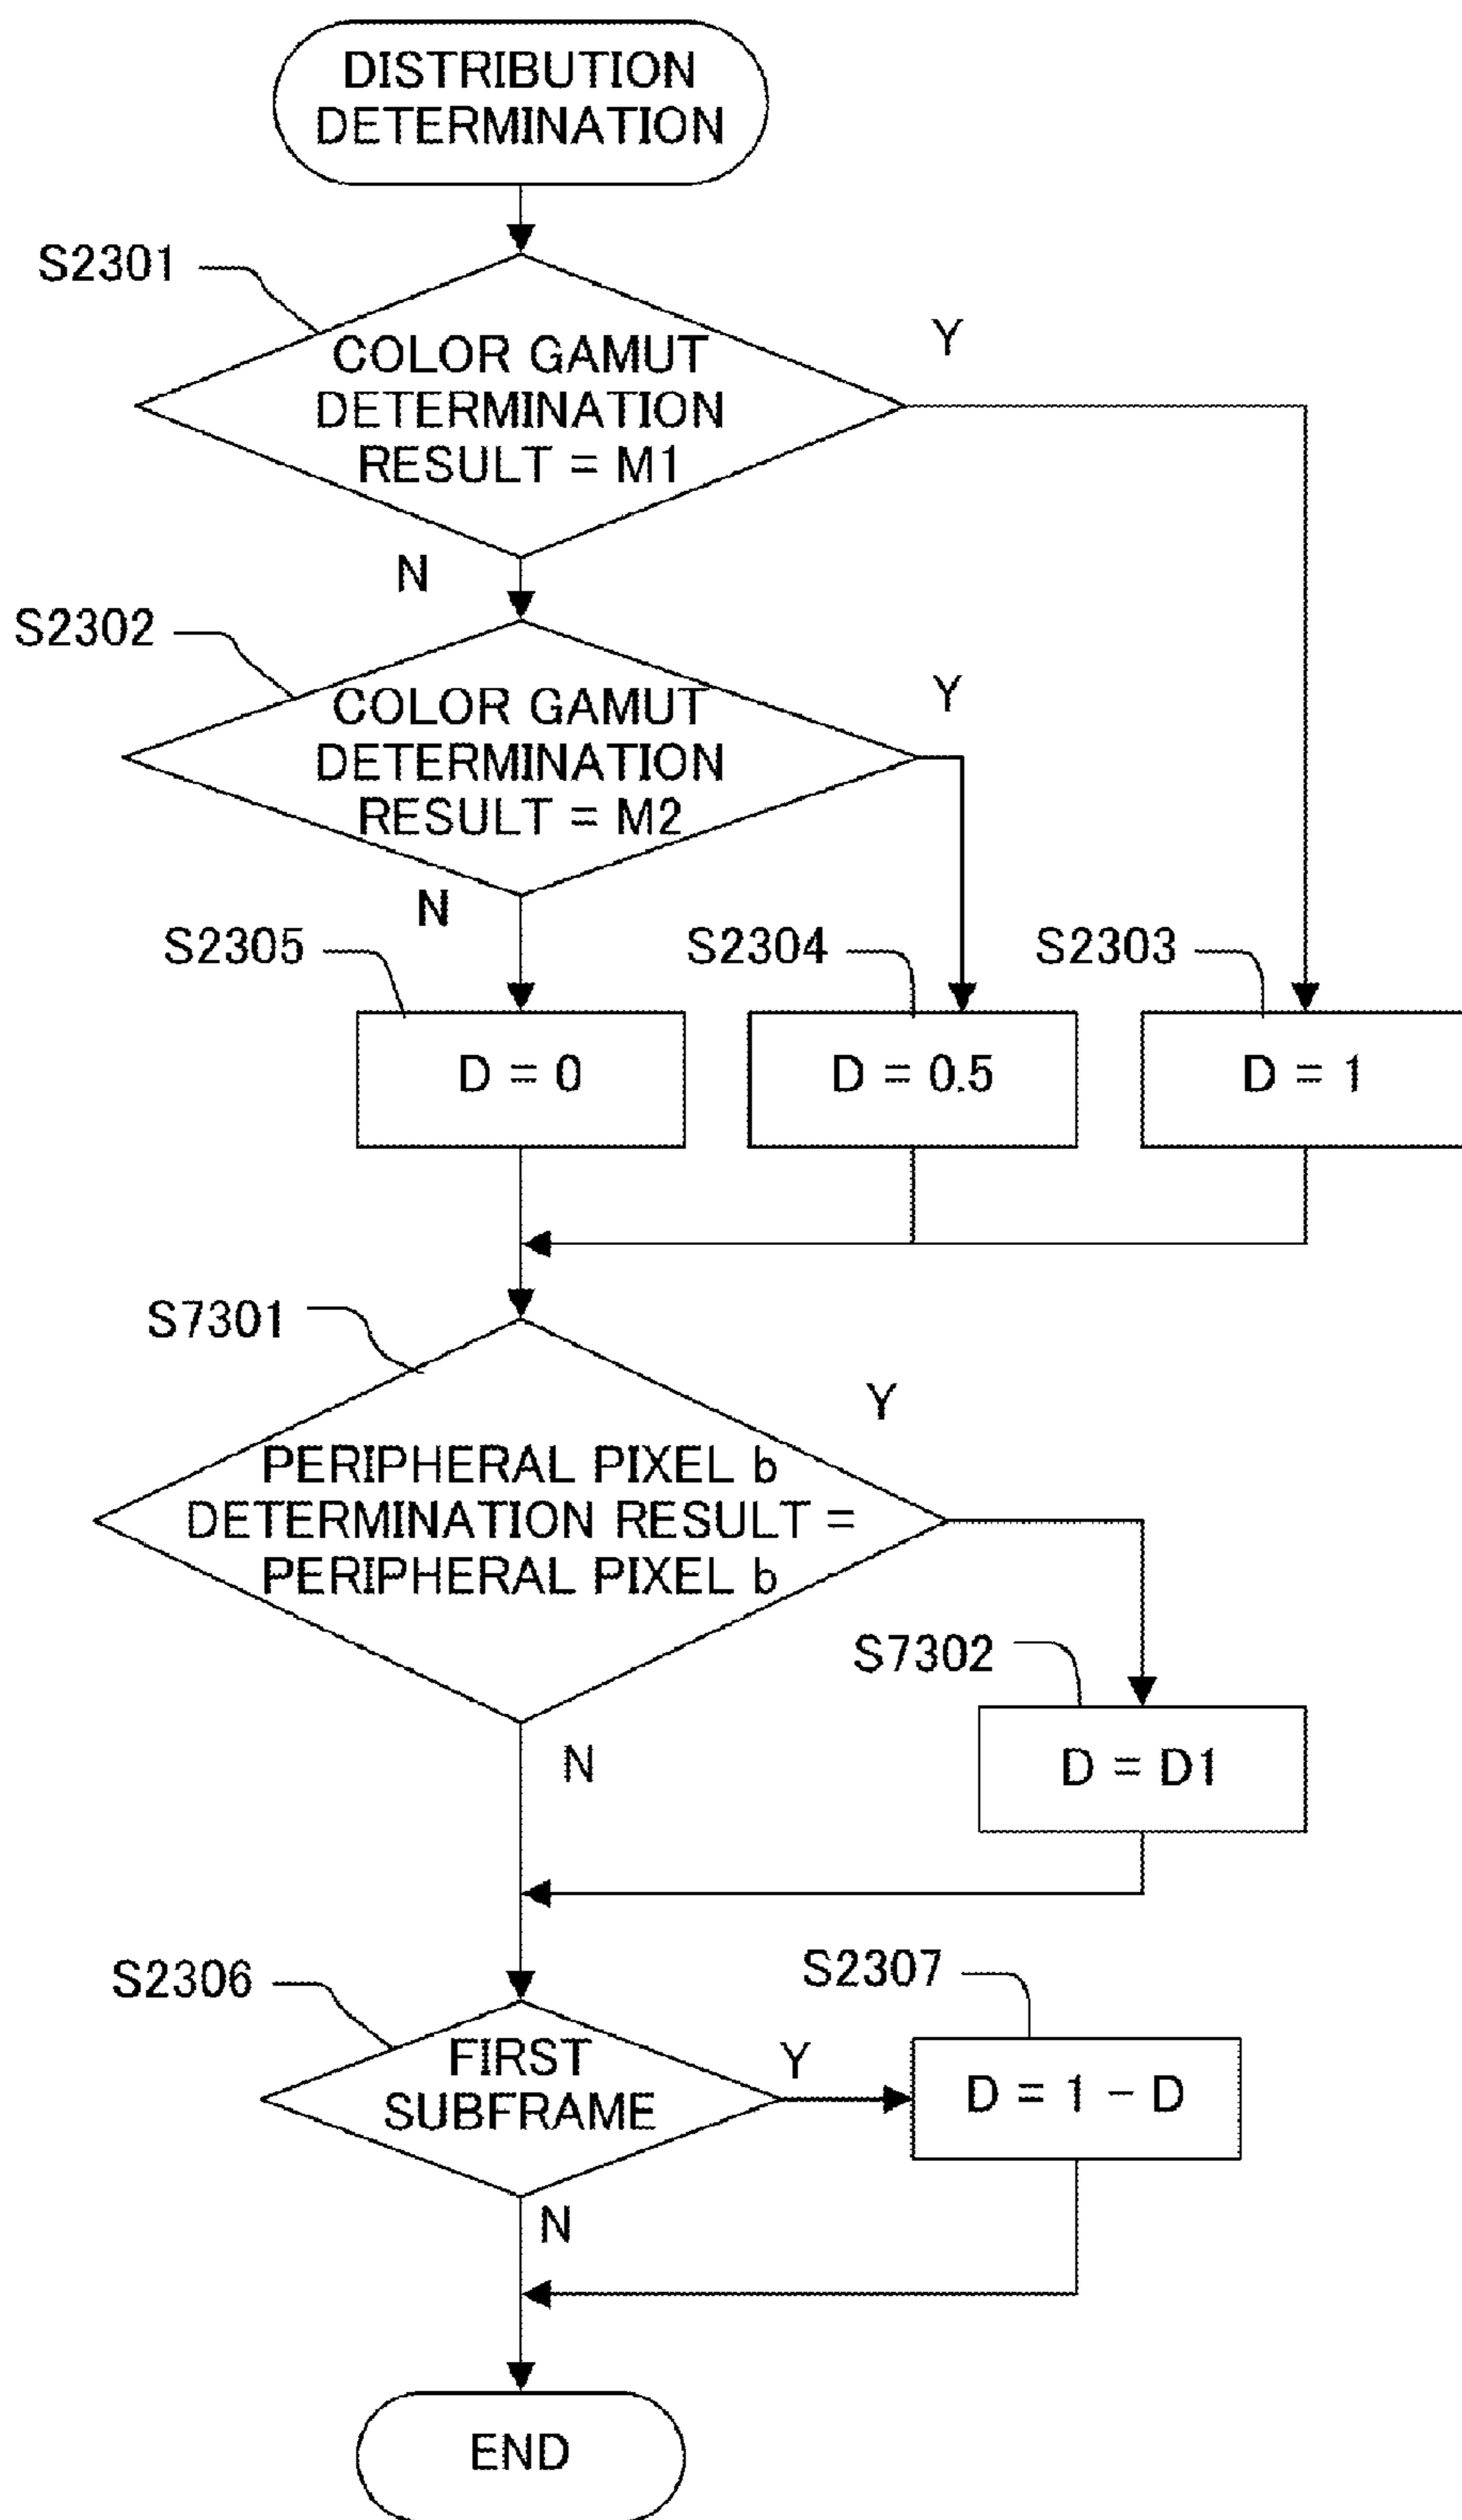 DISTRIBUTION
DETERMINATION
S2301
COLOR GAMUT
DETERMINATION
RESULT = M1
Y
N
S2302
COLOR GAMUT
DETERMINATION
RESULT = M2
Y
N
S2305
S2304
S2303
D = 0
D = 0.5
D = 1
S7301
PERIPHERAL PIXEL b
DETERMINATION RESULT =
PERIPHERAL PIXEL b
Y
S7302
N
D = D1
S2306
S2307
FIRST
SUBFRAME
Y
D = 1 − D
N
END